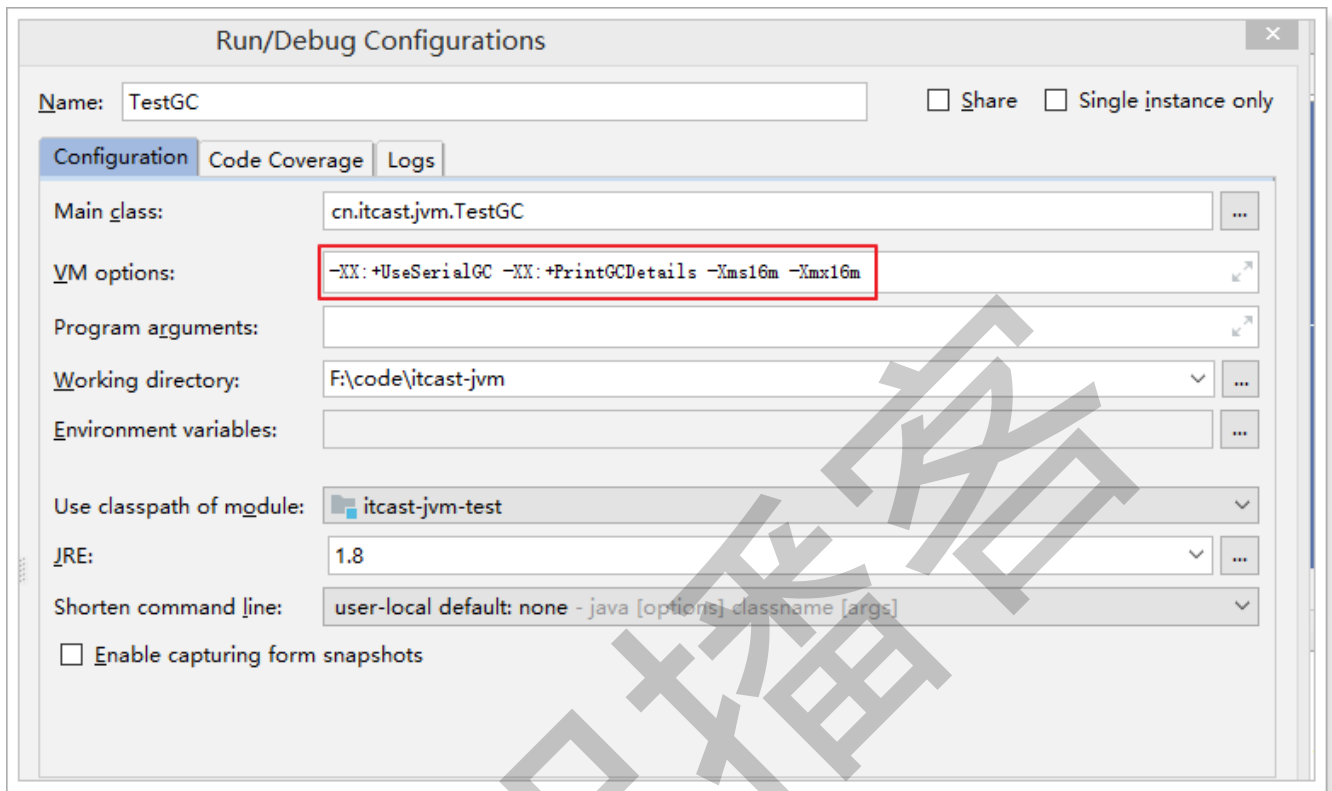 Run/Debug Configurations
Name: TestGC Share Single instance only
Configuration Code Coverage Logs
Main class: cn.itcast.jvm.TestGC ...
VM options: -XX:+UseSerialGC -XX:+PrintGCDetails -Xms16m -Xmx16m
Program arguments:
Working directory: F:\code\itcast-jvm ...
Environment variables: ...
Use classpath of module: itcast-jvm-test
JRE: 1.8 ...
Shorten command line: user-local default: none - java [options] classname [args]
Enable capturing form snapshots
播客